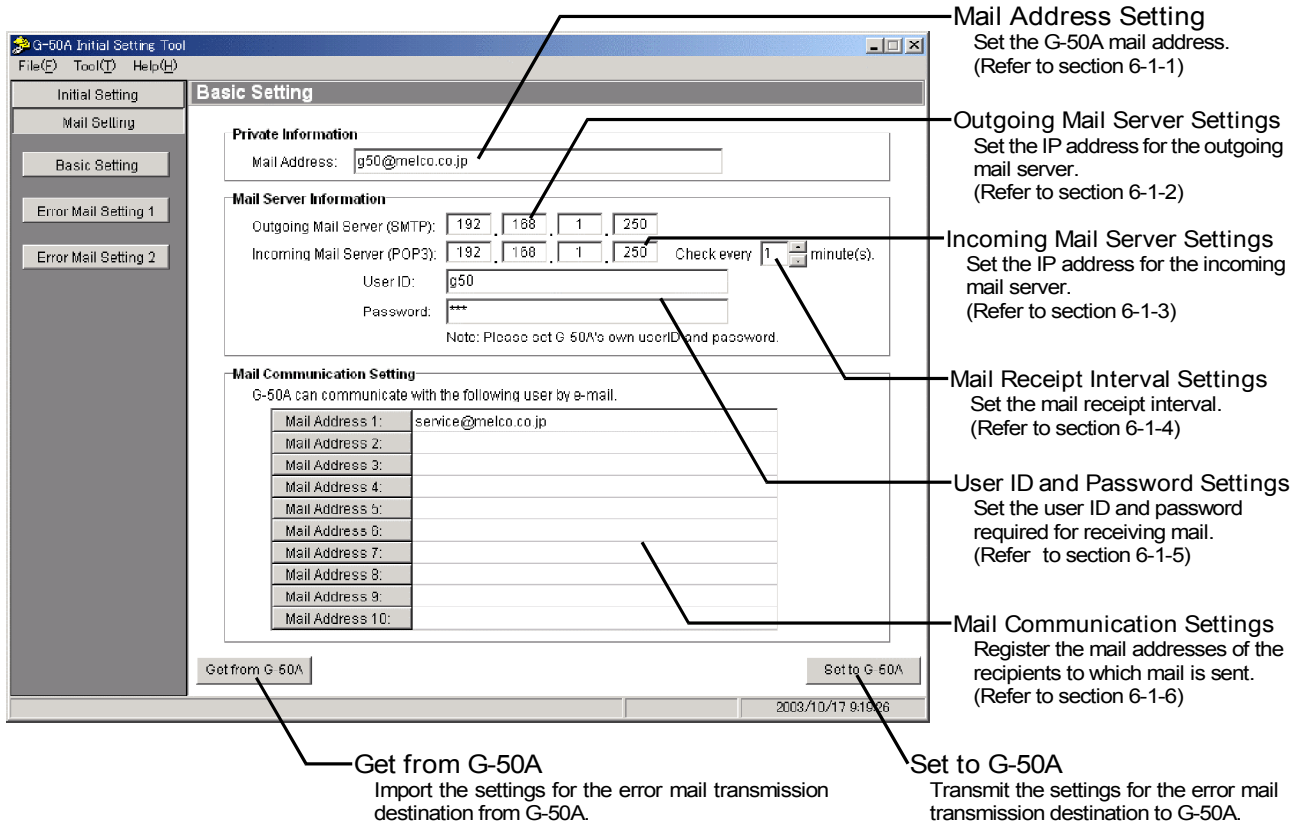 Mail Address Setting
Set the G-50A mail address.
(Refer to section 6-1-1)
G-50A Initial Setting Tool
File(F) Tool(T) Help(H)
Initial Setting
Mail Setting
Basic Setting
Error Mail Setting 1
Error Mail Setting 2
Basic Setting
Private Information
Mail Address: g50@melco.co.jp
Mail Server Information
Outgoing Mail Server (SMTP): 192 . 168 . 1 . 250
Incoming Mail Server (POP3): 192 . 168 . 1 . 250 Check every 1 minute(s).
User ID: g50
Password: ***
Note: Please set G-50A's own userID and password.
Mail Communication Setting
G-50A can communicate with the following user by e-mail.
Mail Address 1: service@melco.co.jp
Mail Address 2:
Mail Address 3:
Mail Address 4:
Mail Address 5:
Mail Address 6:
Mail Address 7:
Mail Address 8:
Mail Address 9:
Mail Address 10:
Get from G-50A
Set to G-50A
2003/10/17 9:19:26
Outgoing Mail Server Settings
Set the IP address for the outgoing
mail server.
(Refer to section 6-1-2)
Incoming Mail Server Settings
Set the IP address for the incoming
mail server.
(Refer to section 6-1-3)
Mail Receipt Interval Settings
Set the mail receipt interval.
(Refer to section 6-1-4)
User ID and Password Settings
Set the user ID and password
required for receiving mail.
(Refer to section 6-1-5)
Mail Communication Settings
Register the mail addresses of the
recipients to which mail is sent.
(Refer to section 6-1-6)
Get from G-50A
Import the settings for the error mail transmission
destination from G-50A.
Set to G-50A
Transmit the settings for the error mail
transmission destination to G-50A.